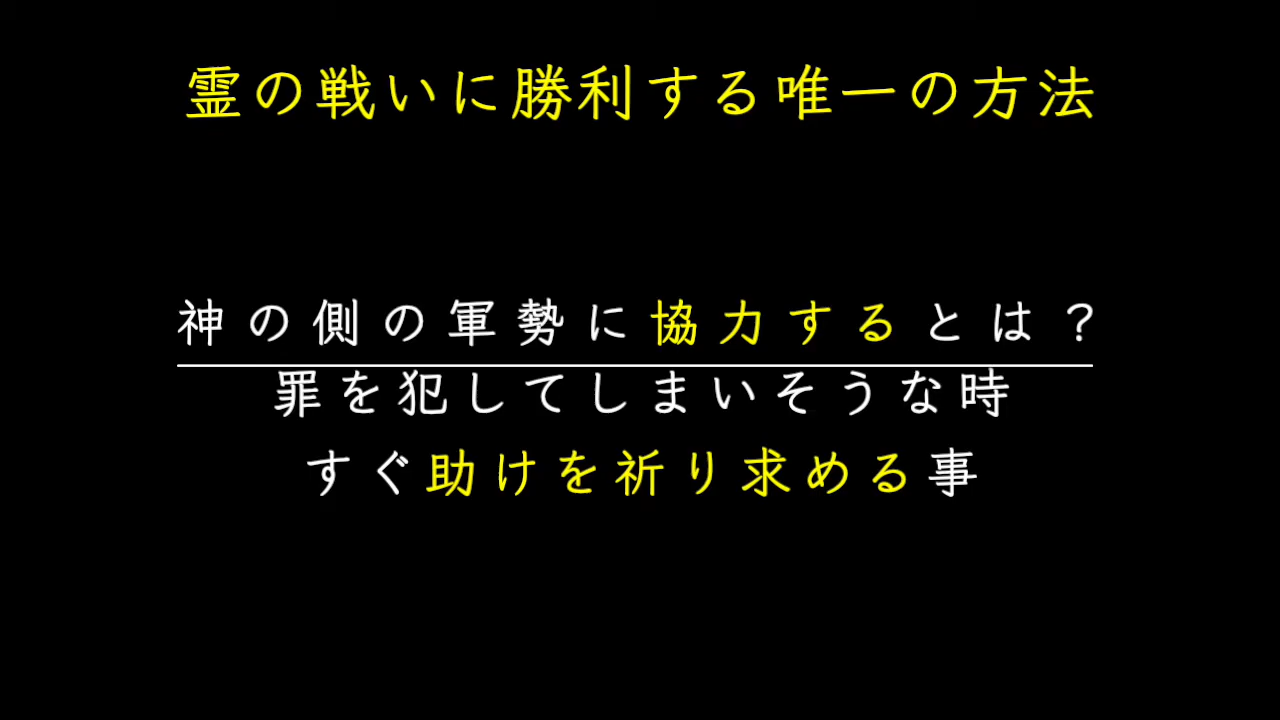 霊の戦いに勝利する唯一の方法
神の側の軍勢に協力するとは？
罪を犯してしまいそうな時
すぐ助けを祈り求める事